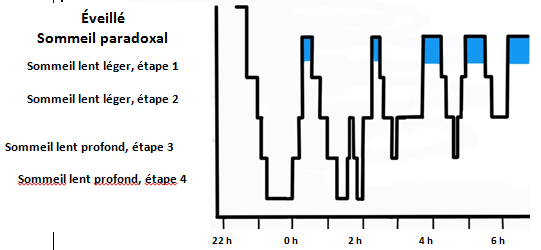 Éveillé
Sommeil paradoxal
Sommeil lent léger, étape 1
Sommeil lent léger, étape 2
Sommeil lent profond, étape 3
Sommeil lent profond, étape 4
22 h 0 h 2 h 4 h 6 h